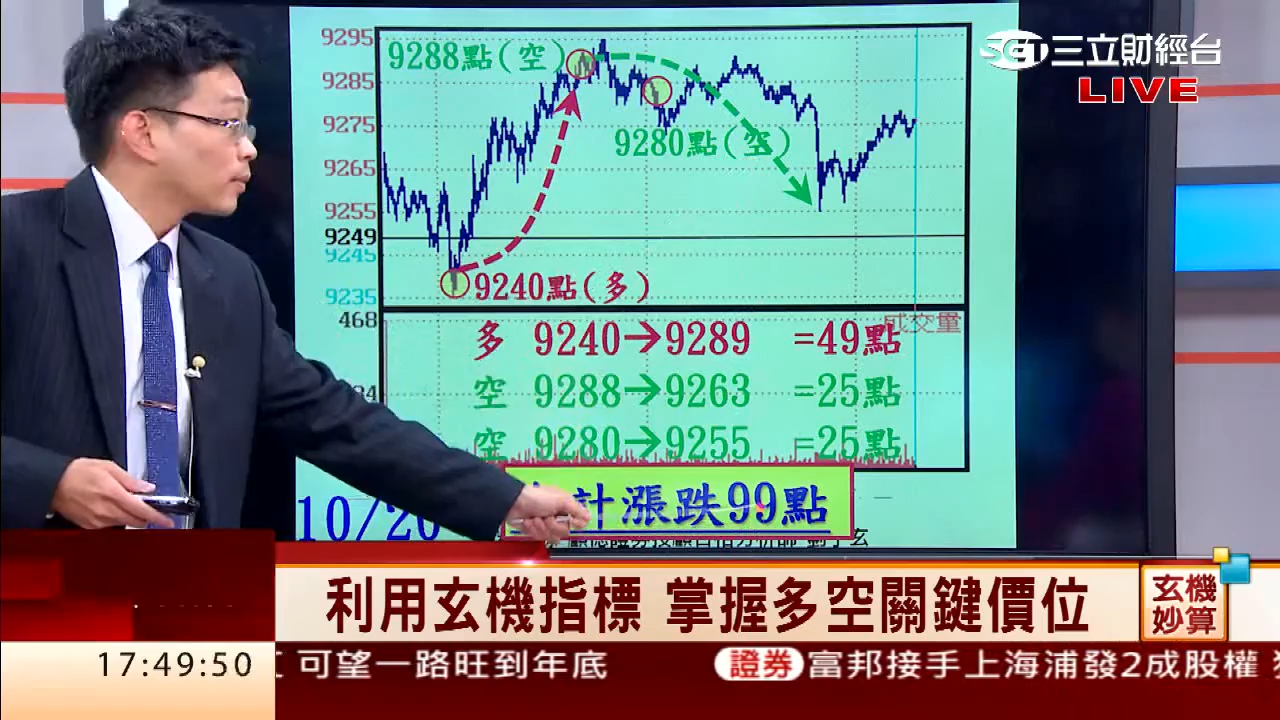 9295
9288點(空)
9285
9275
9280點(空)
9265
9255
9249
9245
9240點(多)
9235
468
成交量
多 9240→9289 =49點
空 9288→9263 =25點
空 9280→9255 =25點
10/20
計漲跌99點
SET三立財經台
LIVE
利用玄機指標 掌握多空關鍵價位
玄機
妙算
17:49:50
可望一路旺到年底
證券 富邦接手上海浦發2成股權